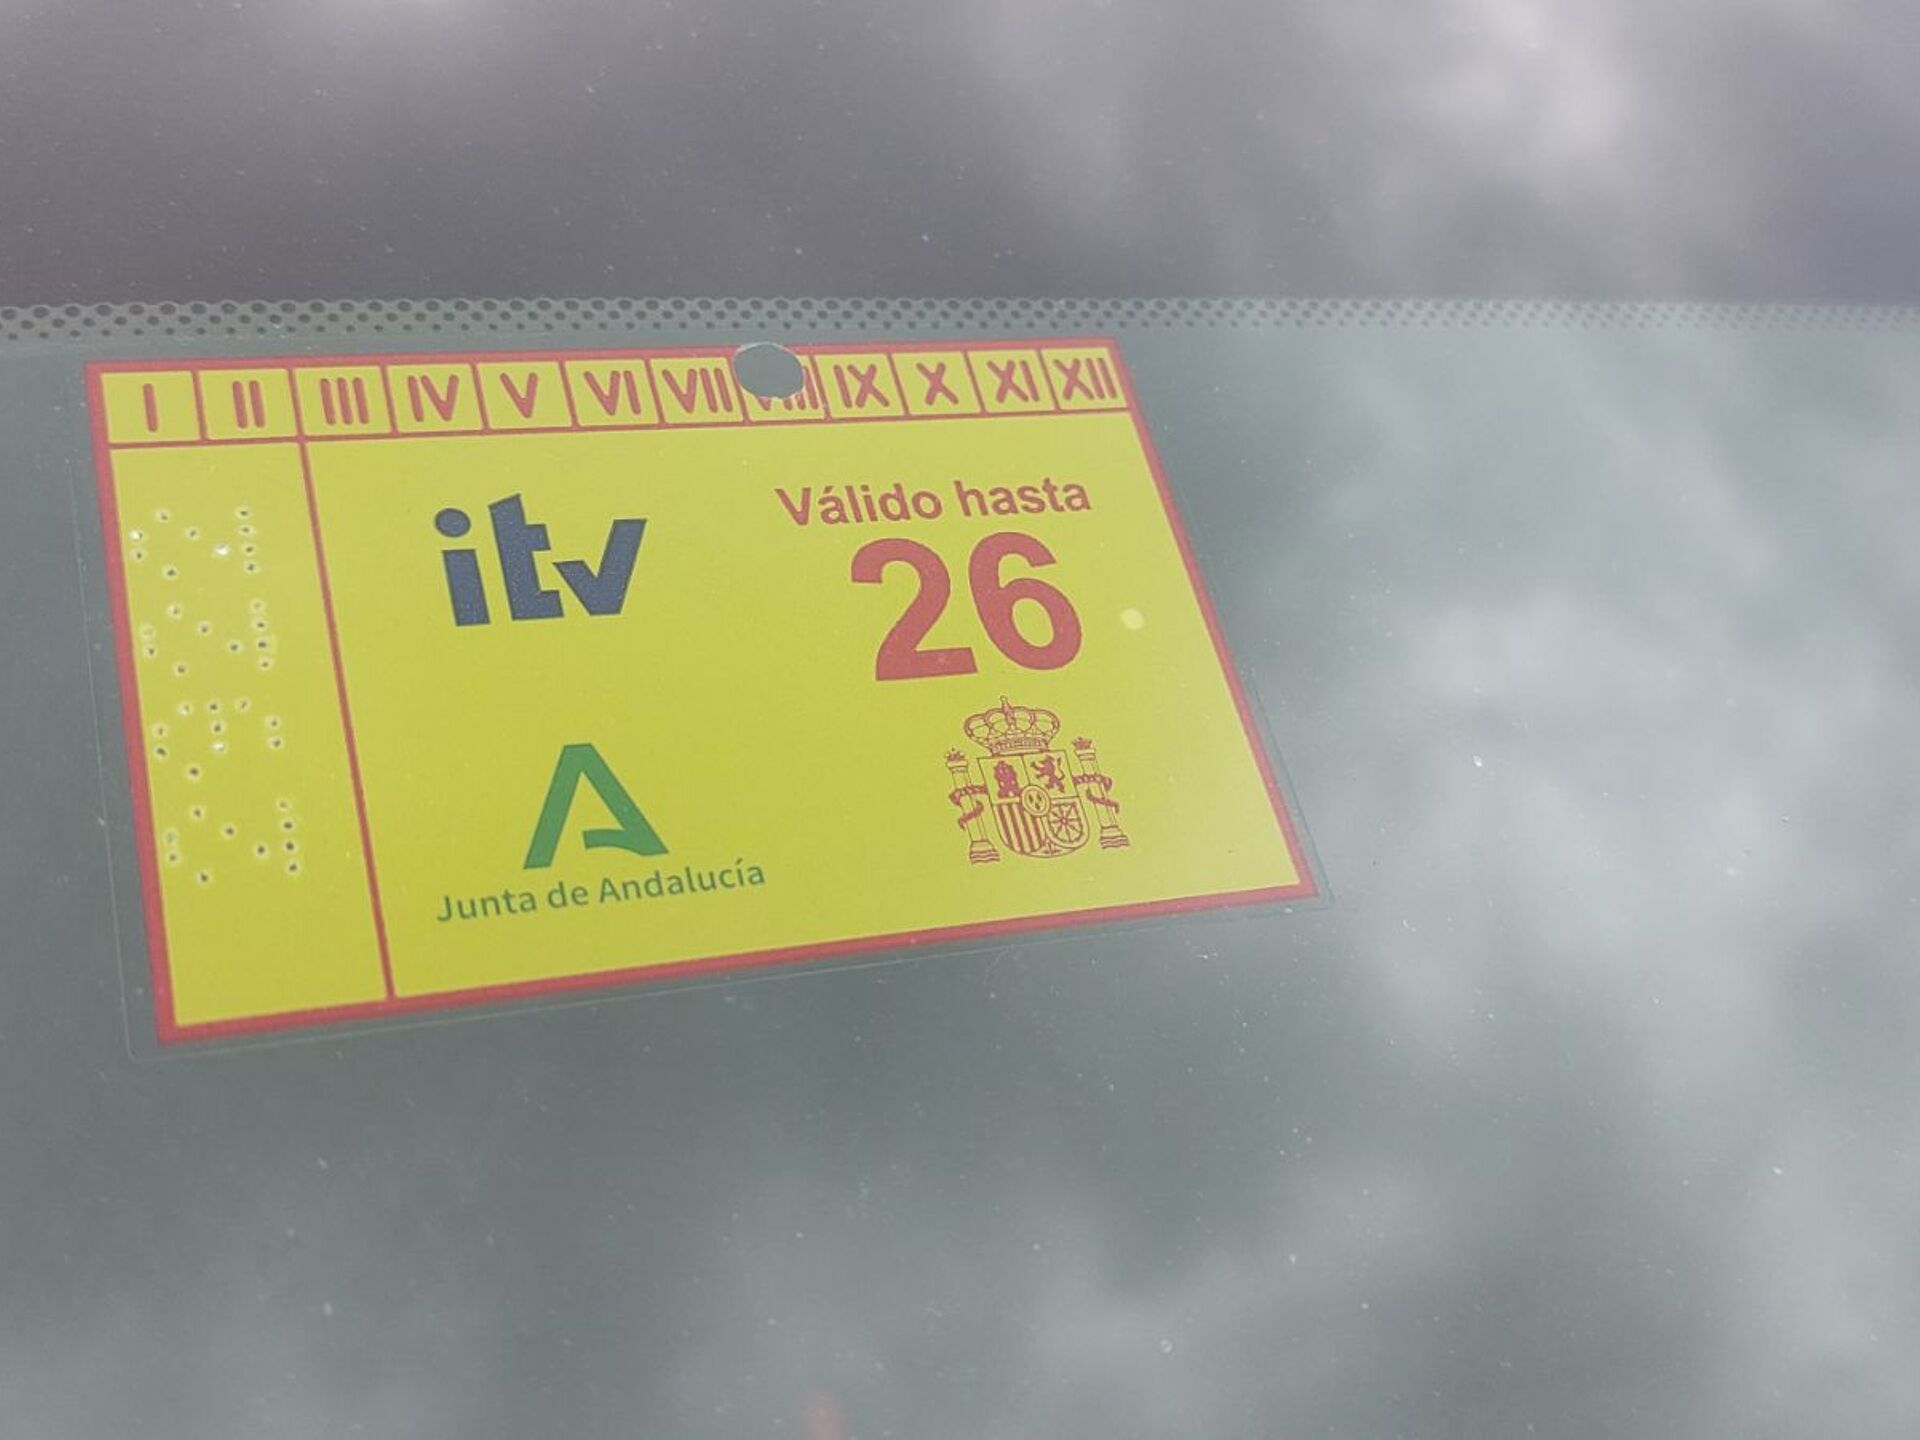 I II III IV V VI VII VIII IX X XI XII
itv
Válido hasta
26
Junta de Andalucía